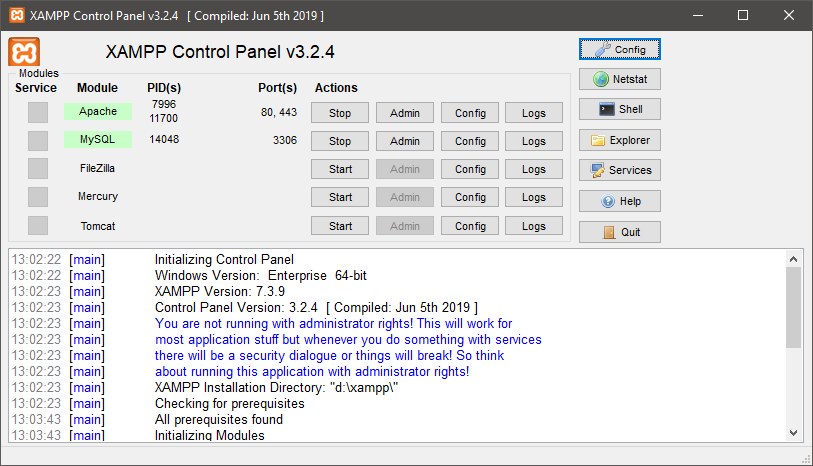 XAMPP Control Panel v3.2.4 [ Compiled: Jun 5th 2019 ]
XAMPP Control Panel v3.2.4
Config
Modules
Service Module PID(s) Port(s) Actions
Netstat
Apache 7996 11700 80, 443 Stop Admin Config Logs
Shell
MySQL 14048 3306 Stop Admin Config Logs
Explorer
FileZilla Start Admin Config Logs
Services
Mercury Start Admin Config Logs
Help
Tomcat Start Admin Config Logs
Quit
13:02:22 [main] Initializing Control Panel
13:02:22 [main] Windows Version: Enterprise 64-bit
13:02:23 [main] XAMPP Version: 7.3.9
13:02:23 [main] Control Panel Version: 3.2.4 [ Compiled: Jun 5th 2019 ]
13:02:23 [main] You are not running with administrator rights! This will work for
13:02:23 [main] most application stuff but whenever you do something with services
13:02:23 [main] there will be a security dialogue or things will break! So think
13:02:23 [main] about running this application with administrator rights!
13:02:23 [main] XAMPP Installation Directory: "d:\xampp\"
13:02:23 [main] Checking for prerequisites
13:03:43 [main] All prerequisites found
13:03:43 [main] Initializing Modules